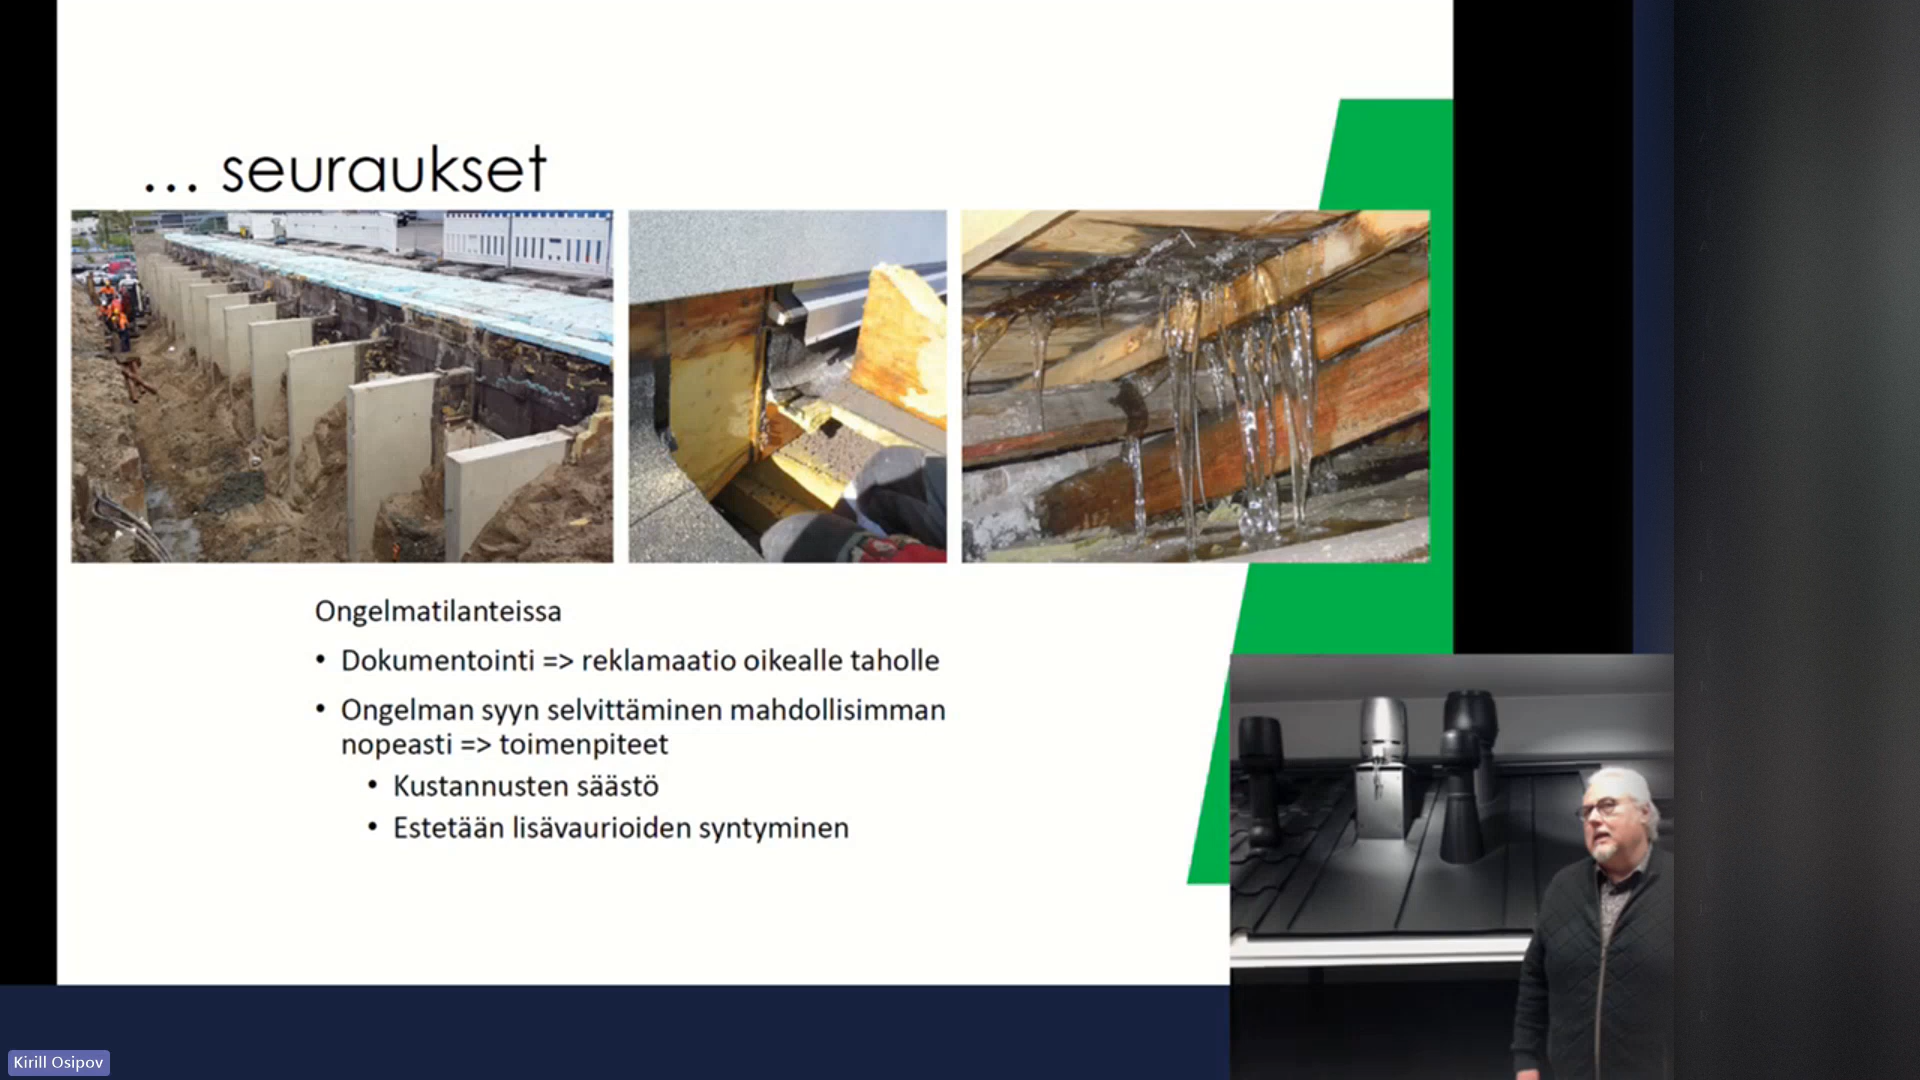 ... seuraukset
Ongelmatilanteissa
• Dokumentointi => reklamaatio oikealle taholle
• Ongelman syyn selvittäminen mahdollisimman
nopeasti => toimenpiteet
• Kustannusten säästö
• Estetään lisävaurioiden syntyminen
Kirill Osipov